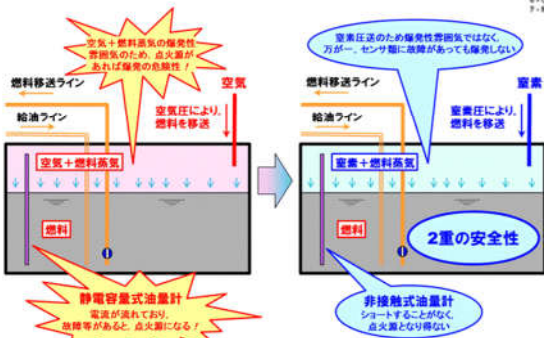 空気＋燃料蒸気の爆発性
雰囲気のため、点火源が
あれば爆発の危険性！
燃料移送ライン
給油ライン
空気
空気圧により、
燃料を移送
空気＋燃料蒸気
燃料
静電容量式油量計
電流が流れており、
故障等があると、点火源になる！
窒素圧送のため爆発性雰囲気ではなく、
万が一、センサ類に故障があっても爆発しない
燃料移送ライン
給油ライン
窒素
窒素圧により、
燃料を移送
窒素＋燃料蒸気
燃料
2重の安全性
非接触式油量計
ショートすることがなく、
点火源となり得ない